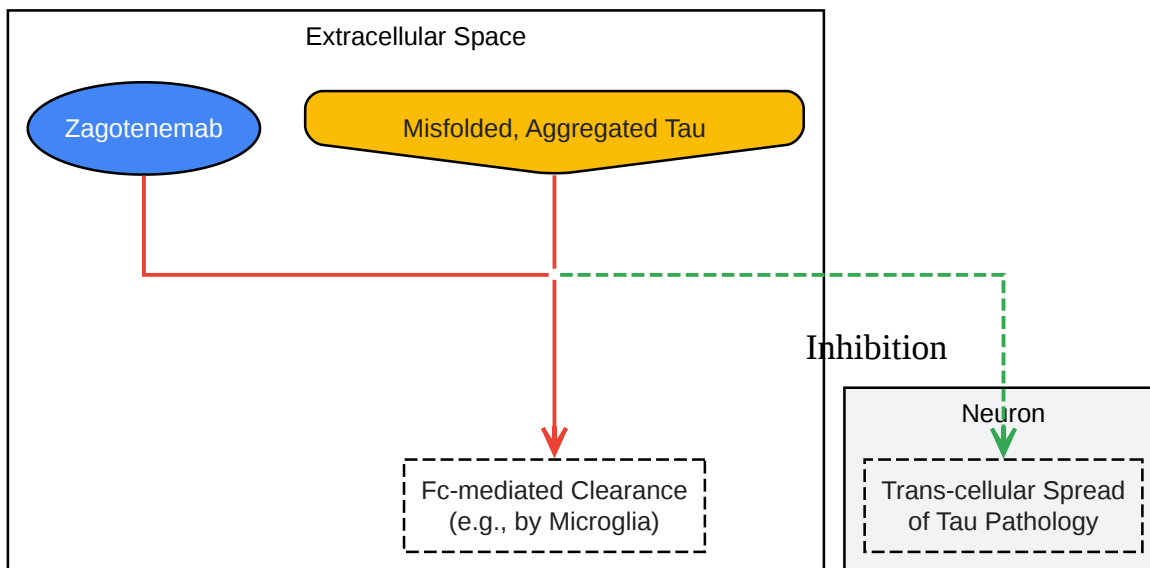 Extracellular Space
Zagotenemab
Misfolded, Aggregated Tau
Inhibition
Neuron
Fc-mediated Clearance
(e.g., by Microglia)
Trans-cellular Spread
of Tau Pathology